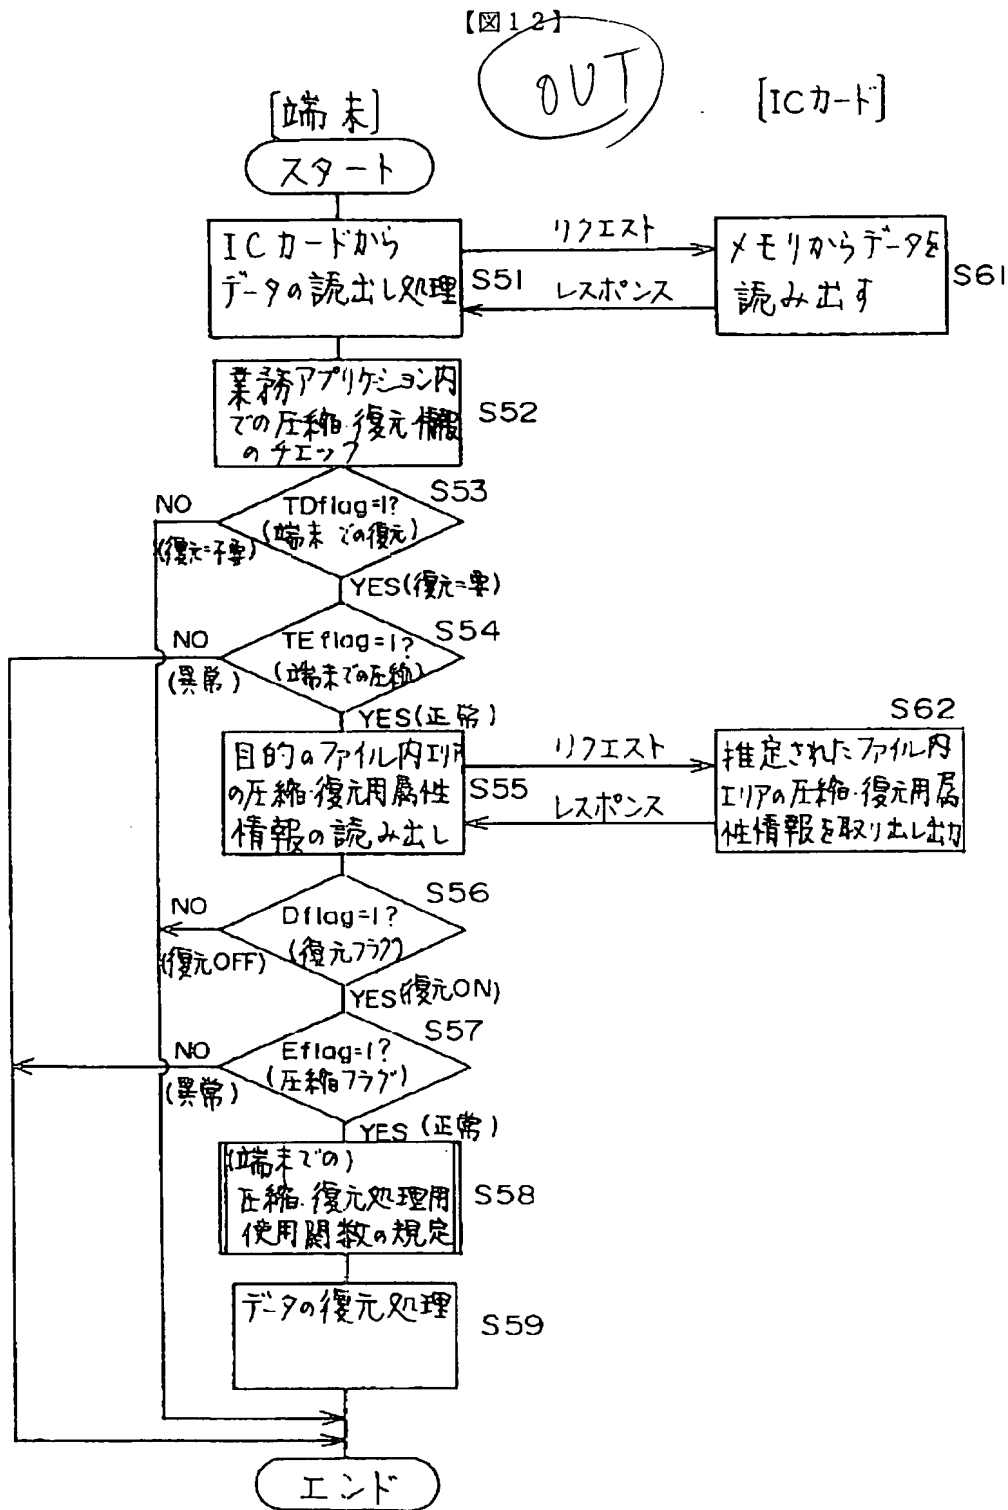 【図12】
OUT
[端末]
[ICカード]
スタート
ICカードから
データの読出し処理
S51
リクエスト
レスポンス
メモリからデータを
読み出す
S61
業務アプリケーション内
での圧縮・復元情報
のチェック
S52
S53
NO
TDflag=1?
(端末での復元)
(復元=不要)
YES(復元=要)
S54
NO
TEflag=1?
(端末での圧縮)
(異常)
YES(正常)
目的のファイル内エリア
の圧縮・復元用属性
情報の読み出し
S55
リクエスト
レスポンス
S62
推定されたファイル内
エリアの圧縮・復元用属
性情報を取り出し出力
S56
NO
Dflag=1?
(復元フラグ)
(復元OFF)
YES(復元ON)
S57
NO
Eflag=1?
(圧縮フラグ)
(異常)
YES(正常)
(端末での)
圧縮・復元処理用
使用関数の規定
S58
データの復元処理
S59
エンド